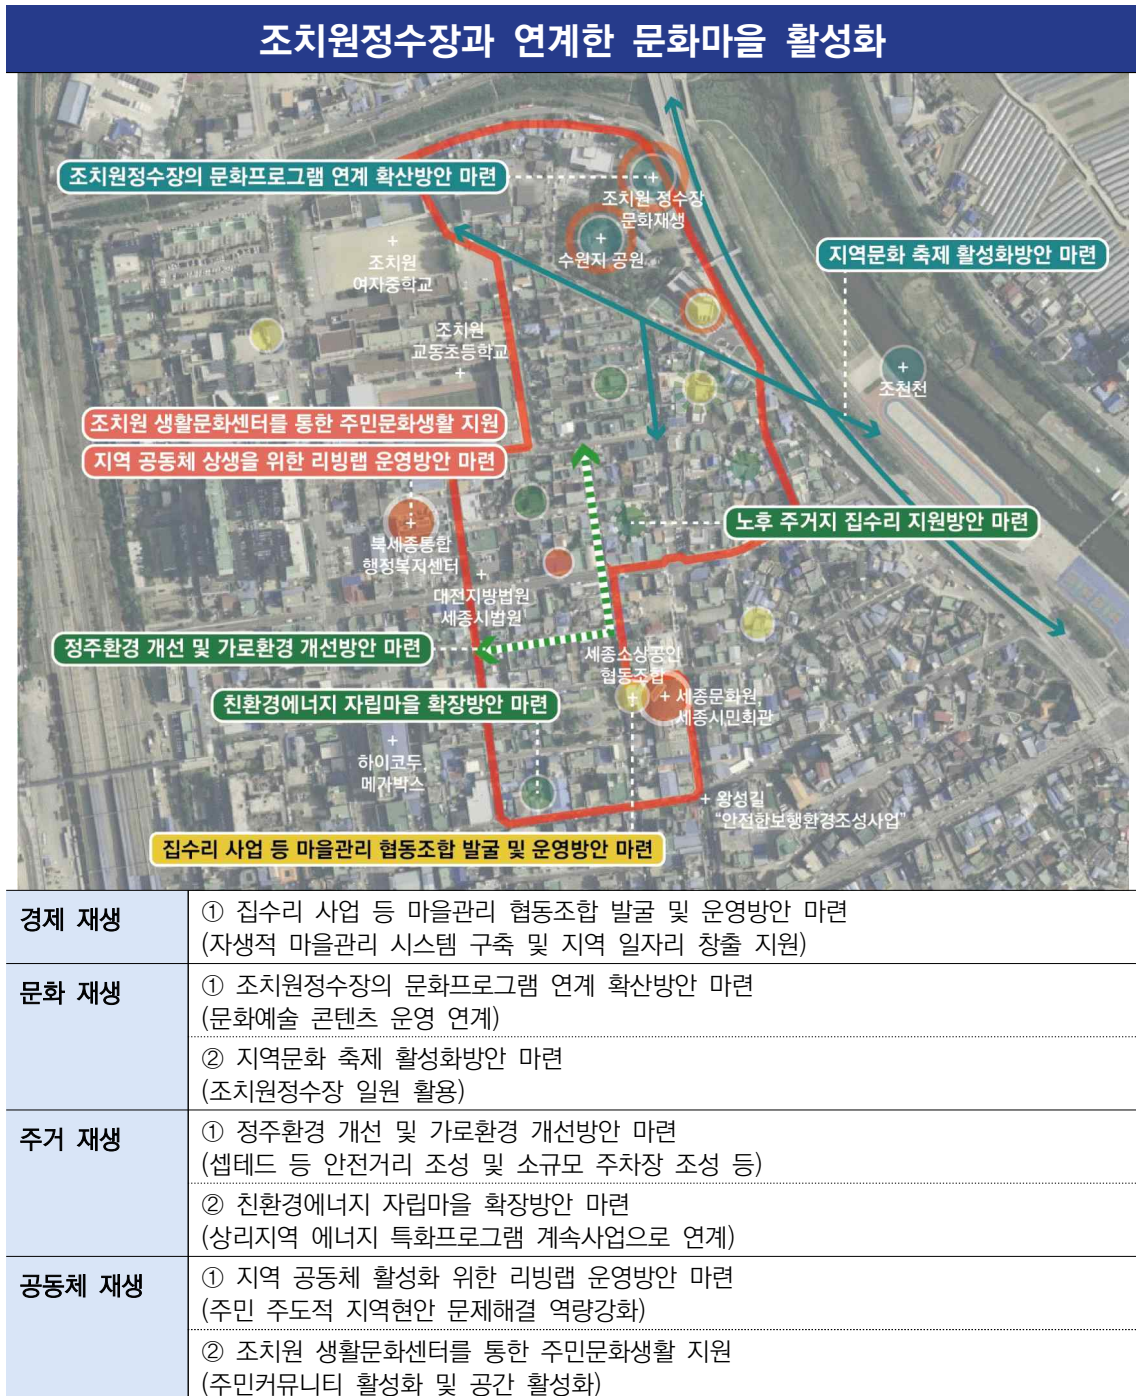 조치원정수장과 연계한 문화마을 활성화
조치원정수장의 문화프로그램 연계 확산방안 마련
조치원 정수장
문화재생
수원지 공원
지역문화 축제 활성화방안 마련
조치원
여자중학교
조치원
교동초등학교
조천천
조치원 생활문화센터를 통한 주민문화생활 지원
지역 공동체 상생을 위한 리빙랩 운영방안 마련
노후 주거지 집수리 지원방안 마련
북세종통합
행정복지센터
대전지방법원
세종시법원
정주환경 개선 및 가로환경 개선방안 마련
세종소상공인
협동조합
친환경에너지 자립마을 확장방안 마련
세종문화원,
세종시민회관
하이코두,
메가박스
왕성길
"안전한보행환경조성사업"
집수리 사업 등 마을관리 협동조합 발굴 및 운영방안 마련
경제 재생
① 집수리 사업 등 마을관리 협동조합 발굴 및 운영방안 마련
(자생적 마을관리 시스템 구축 및 지역 일자리 창출 지원)
문화 재생
① 조치원정수장의 문화프로그램 연계 확산방안 마련
(문화예술 콘텐츠 운영 연계)
② 지역문화 축제 활성화방안 마련
(조치원정수장 일원 활용)
주거 재생
① 정주환경 개선 및 가로환경 개선방안 마련
(셉테드 등 안전거리 조성 및 소규모 주차장 조성 등)
② 친환경에너지 자립마을 확장방안 마련
(상리지역 에너지 특화프로그램 계속사업으로 연계)
공동체 재생
① 지역 공동체 활성화 위한 리빙랩 운영방안 마련
(주민 주도적 지역현안 문제해결 역량강화)
② 조치원 생활문화센터를 통한 주민문화생활 지원
(주민커뮤니티 활성화 및 공간 활성화)